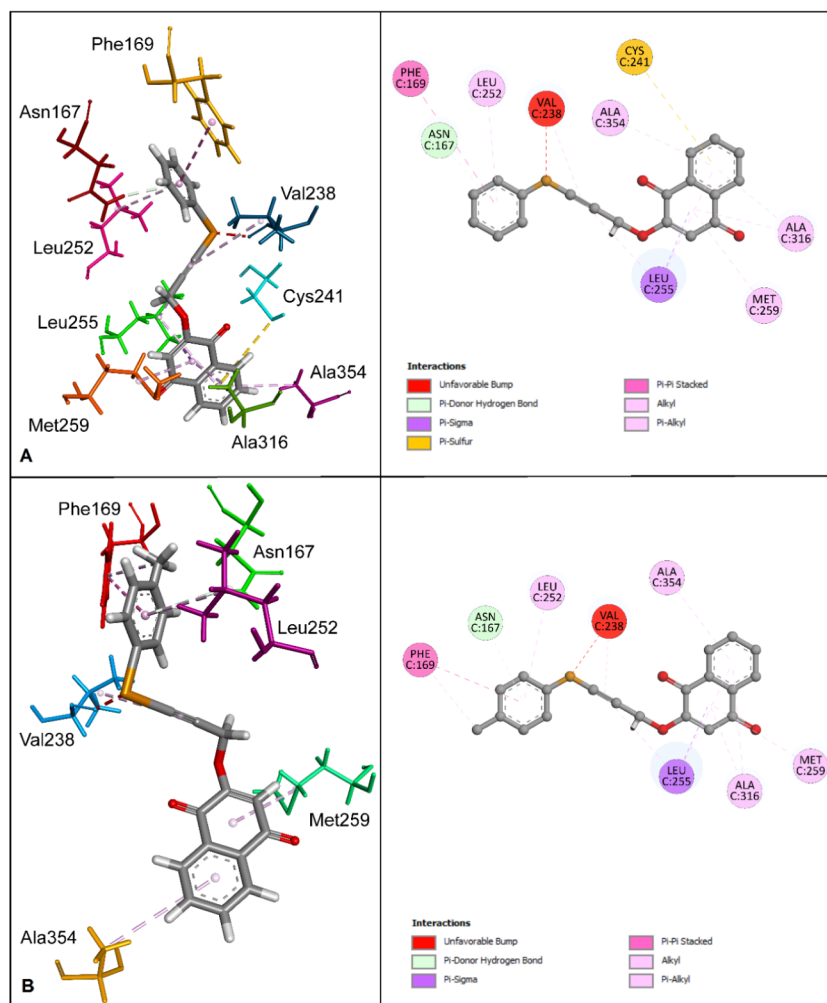 Phe169
Asn167
Val238
Leu252
Cys241
Leu255
Ala354
Met259
Ala316
A
CYS
C:241
PHE
C:169
LEU
C:252
VAL
C:238
ALA
C:354
ASN
C:167
ALA
C:316
LEU
C:255
MET
C:259
Interactions
Unfavorable Bump
Pi-Donor Hydrogen Bond
Pi-Sigma
Pi-Sulfur
Pi-Pi Stacked
Alkyl
Pi-Alkyl
Phe169
Asn167
Leu252
Val238
Met259
Ala354
B
ALA
C:354
LEU
C:252
ASN
C:167
VAL
C:238
PHE
C:169
MET
C:259
LEU
C:255
ALA
C:316
Interactions
Unfavorable Bump
Pi-Donor Hydrogen Bond
Pi-Sigma
Pi-Pi Stacked
Alkyl
Pi-Alkyl